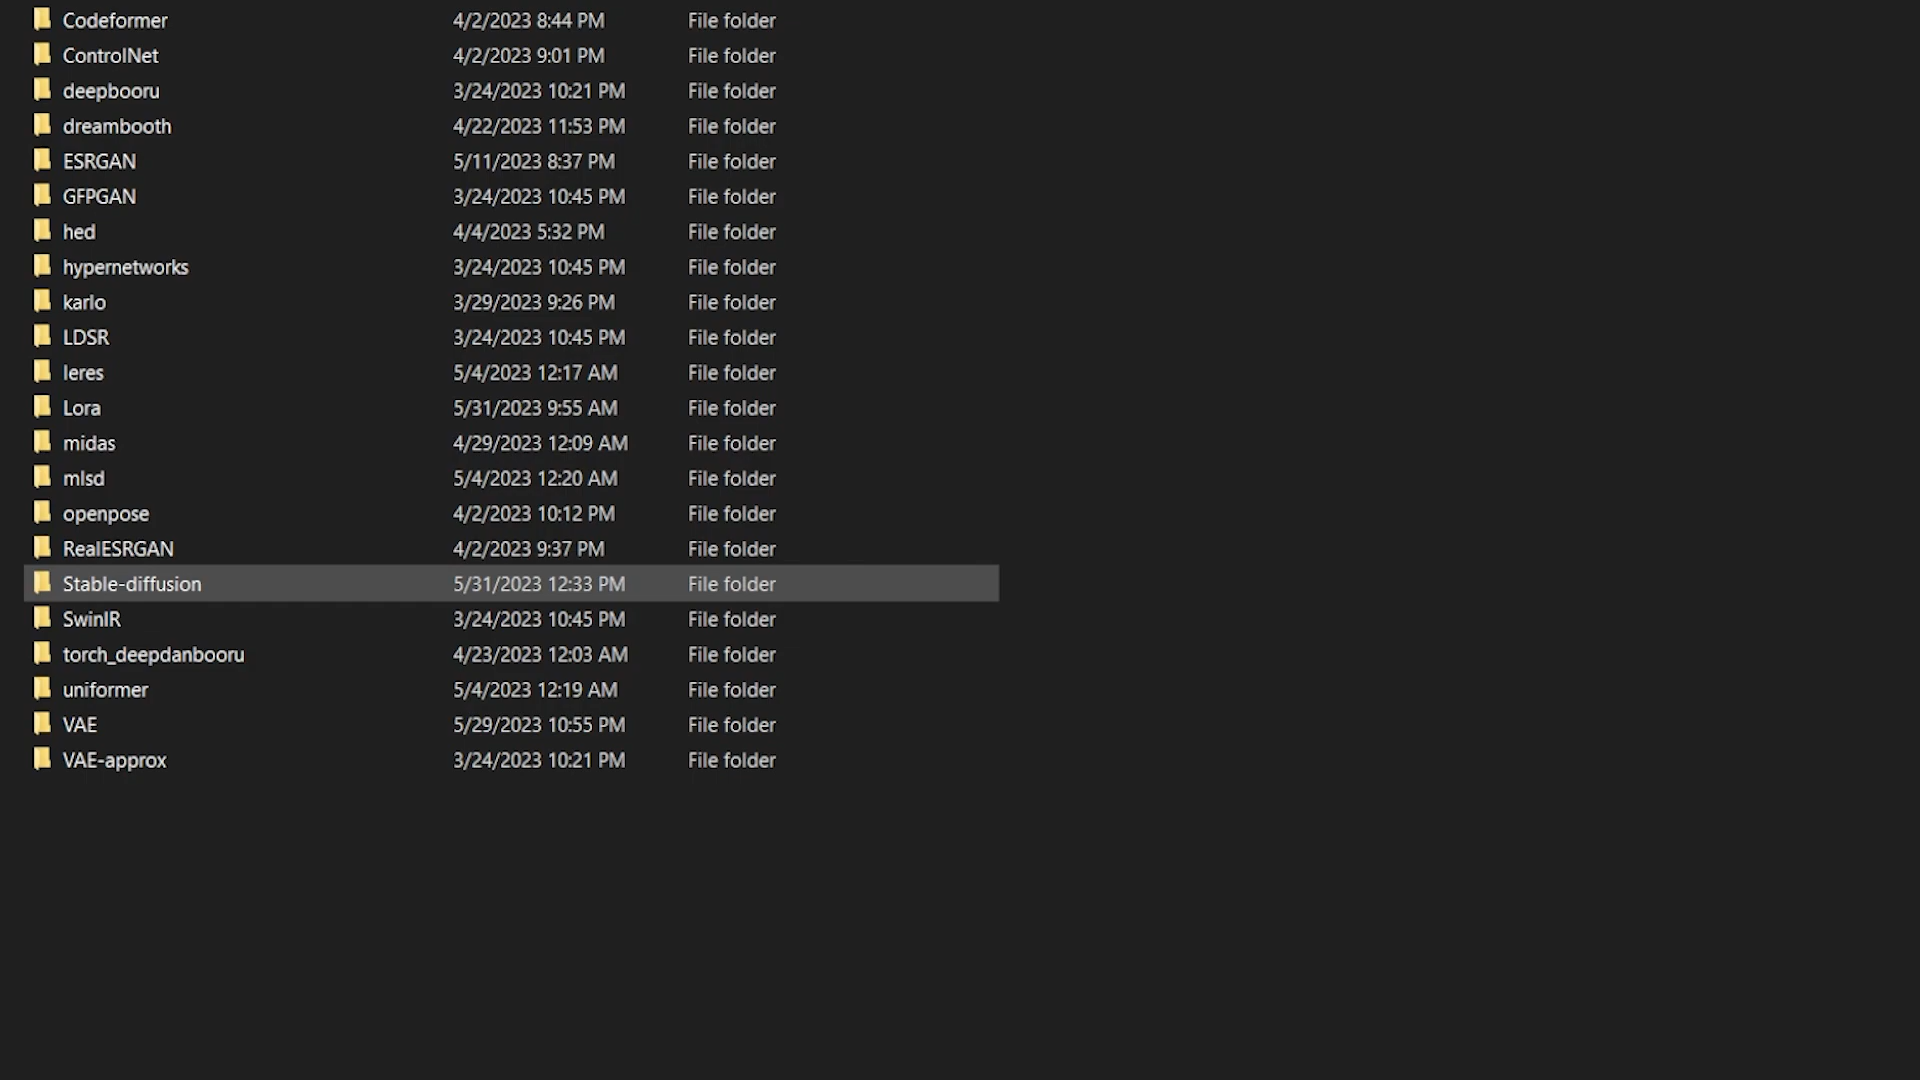 Codeformer 4/2/2023 8:44 PM File folder
ControlNet 4/2/2023 9:01 PM File folder
deepbooru 3/24/2023 10:21 PM File folder
dreambooth 4/22/2023 11:53 PM File folder
ESRGAN 5/11/2023 8:37 PM File folder
GFPGAN 3/24/2023 10:45 PM File folder
hed 4/4/2023 5:32 PM File folder
hypernetworks 3/24/2023 10:45 PM File folder
karlo 3/29/2023 9:26 PM File folder
LDSR 3/24/2023 10:45 PM File folder
leres 5/4/2023 12:17 AM File folder
Lora 5/31/2023 9:55 AM File folder
midas 4/29/2023 12:09 AM File folder
mlsd 5/4/2023 12:20 AM File folder
openpose 4/2/2023 10:12 PM File folder
RealESRGAN 4/2/2023 9:37 PM File folder
Stable-diffusion 5/31/2023 12:33 PM File folder
SwinIR 3/24/2023 10:45 PM File folder
torch_deepdanbooru 4/23/2023 12:03 AM File folder
uniformer 5/4/2023 12:19 AM File folder
VAE 5/29/2023 10:55 PM File folder
VAE-approx 3/24/2023 10:21 PM File folder